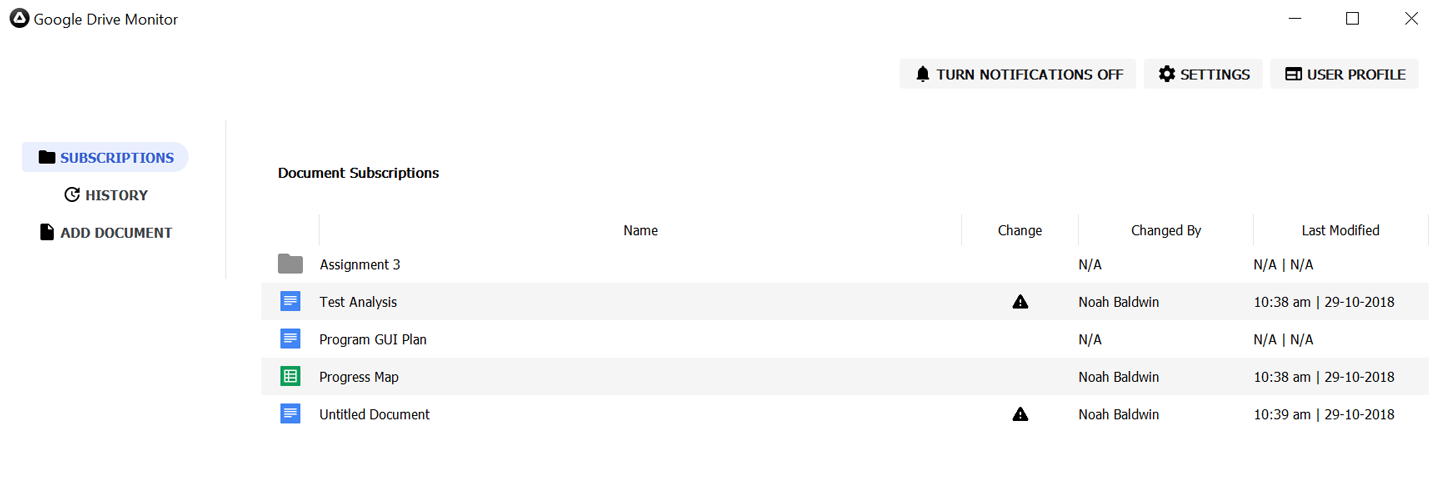 Google Drive Monitor
TURN NOTIFICATIONS OFF SETTINGS USER PROFILE
SUBSCRIPTIONS
HISTORY
ADD DOCUMENT
Document Subscriptions
Name Change Changed By Last Modified
Assignment 3 N/A N/A | N/A
Test Analysis Noah Baldwin 10:38 am | 29-10-2018
Program GUI Plan N/A N/A | N/A
Progress Map Noah Baldwin 10:38 am | 29-10-2018
Untitled Document Noah Baldwin 10:39 am | 29-10-2018